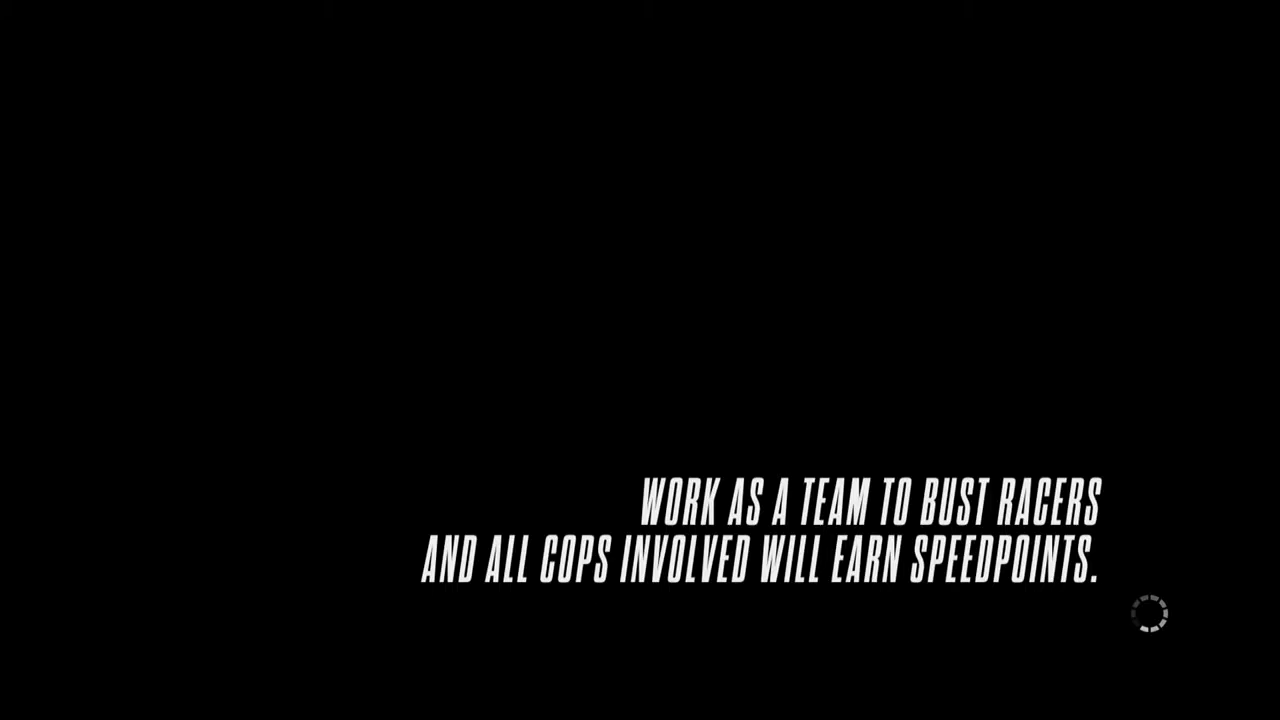 WORK AS A TEAM TO BUST RACERS
AND ALL COPS INVOLVED WILL EARN SPEEDPOINTS.